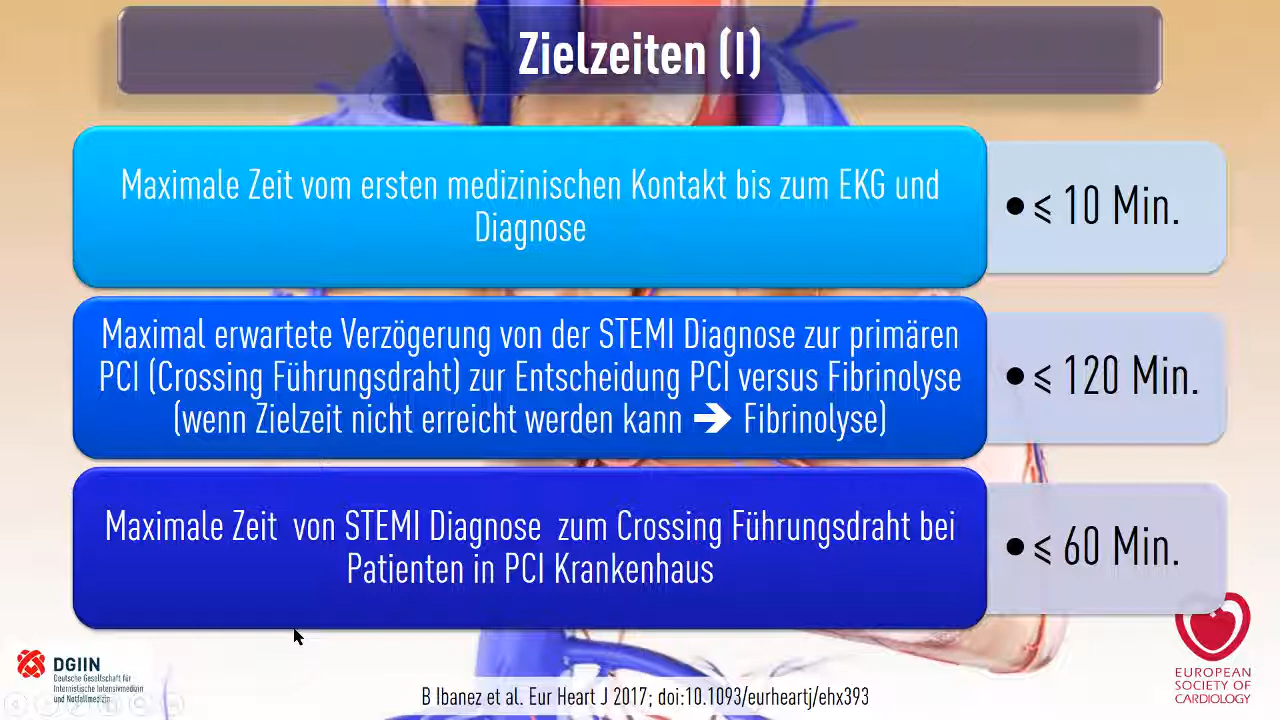 Zielzeiten (I)
Maximale Zeit vom ersten medizinischen Kontakt bis zum EKG und
Diagnose
• ≤ 10 Min.
Maximal erwartete Verzögerung von der STEMI Diagnose zur primären
PCI (Crossing Führungsdraht) zur Entscheidung PCI versus Fibrinolyse
(wenn Zielzeit nicht erreicht werden kann ➔ Fibrinolyse)
• ≤ 120 Min.
Maximale Zeit von STEMI Diagnose zum Crossing Führungsdraht bei
Patienten in PCI Krankenhaus
• ≤ 60 Min.
DGIIN
Deutsche Gesellschaft für
Internistische Intensivmedizin
und Notfallmedizin
B Ibanez et al. Eur Heart J 2017; doi:10.1093/eurheartj/ehx393
EUROPEAN
SOCIETY OF
CARDIOLOGY